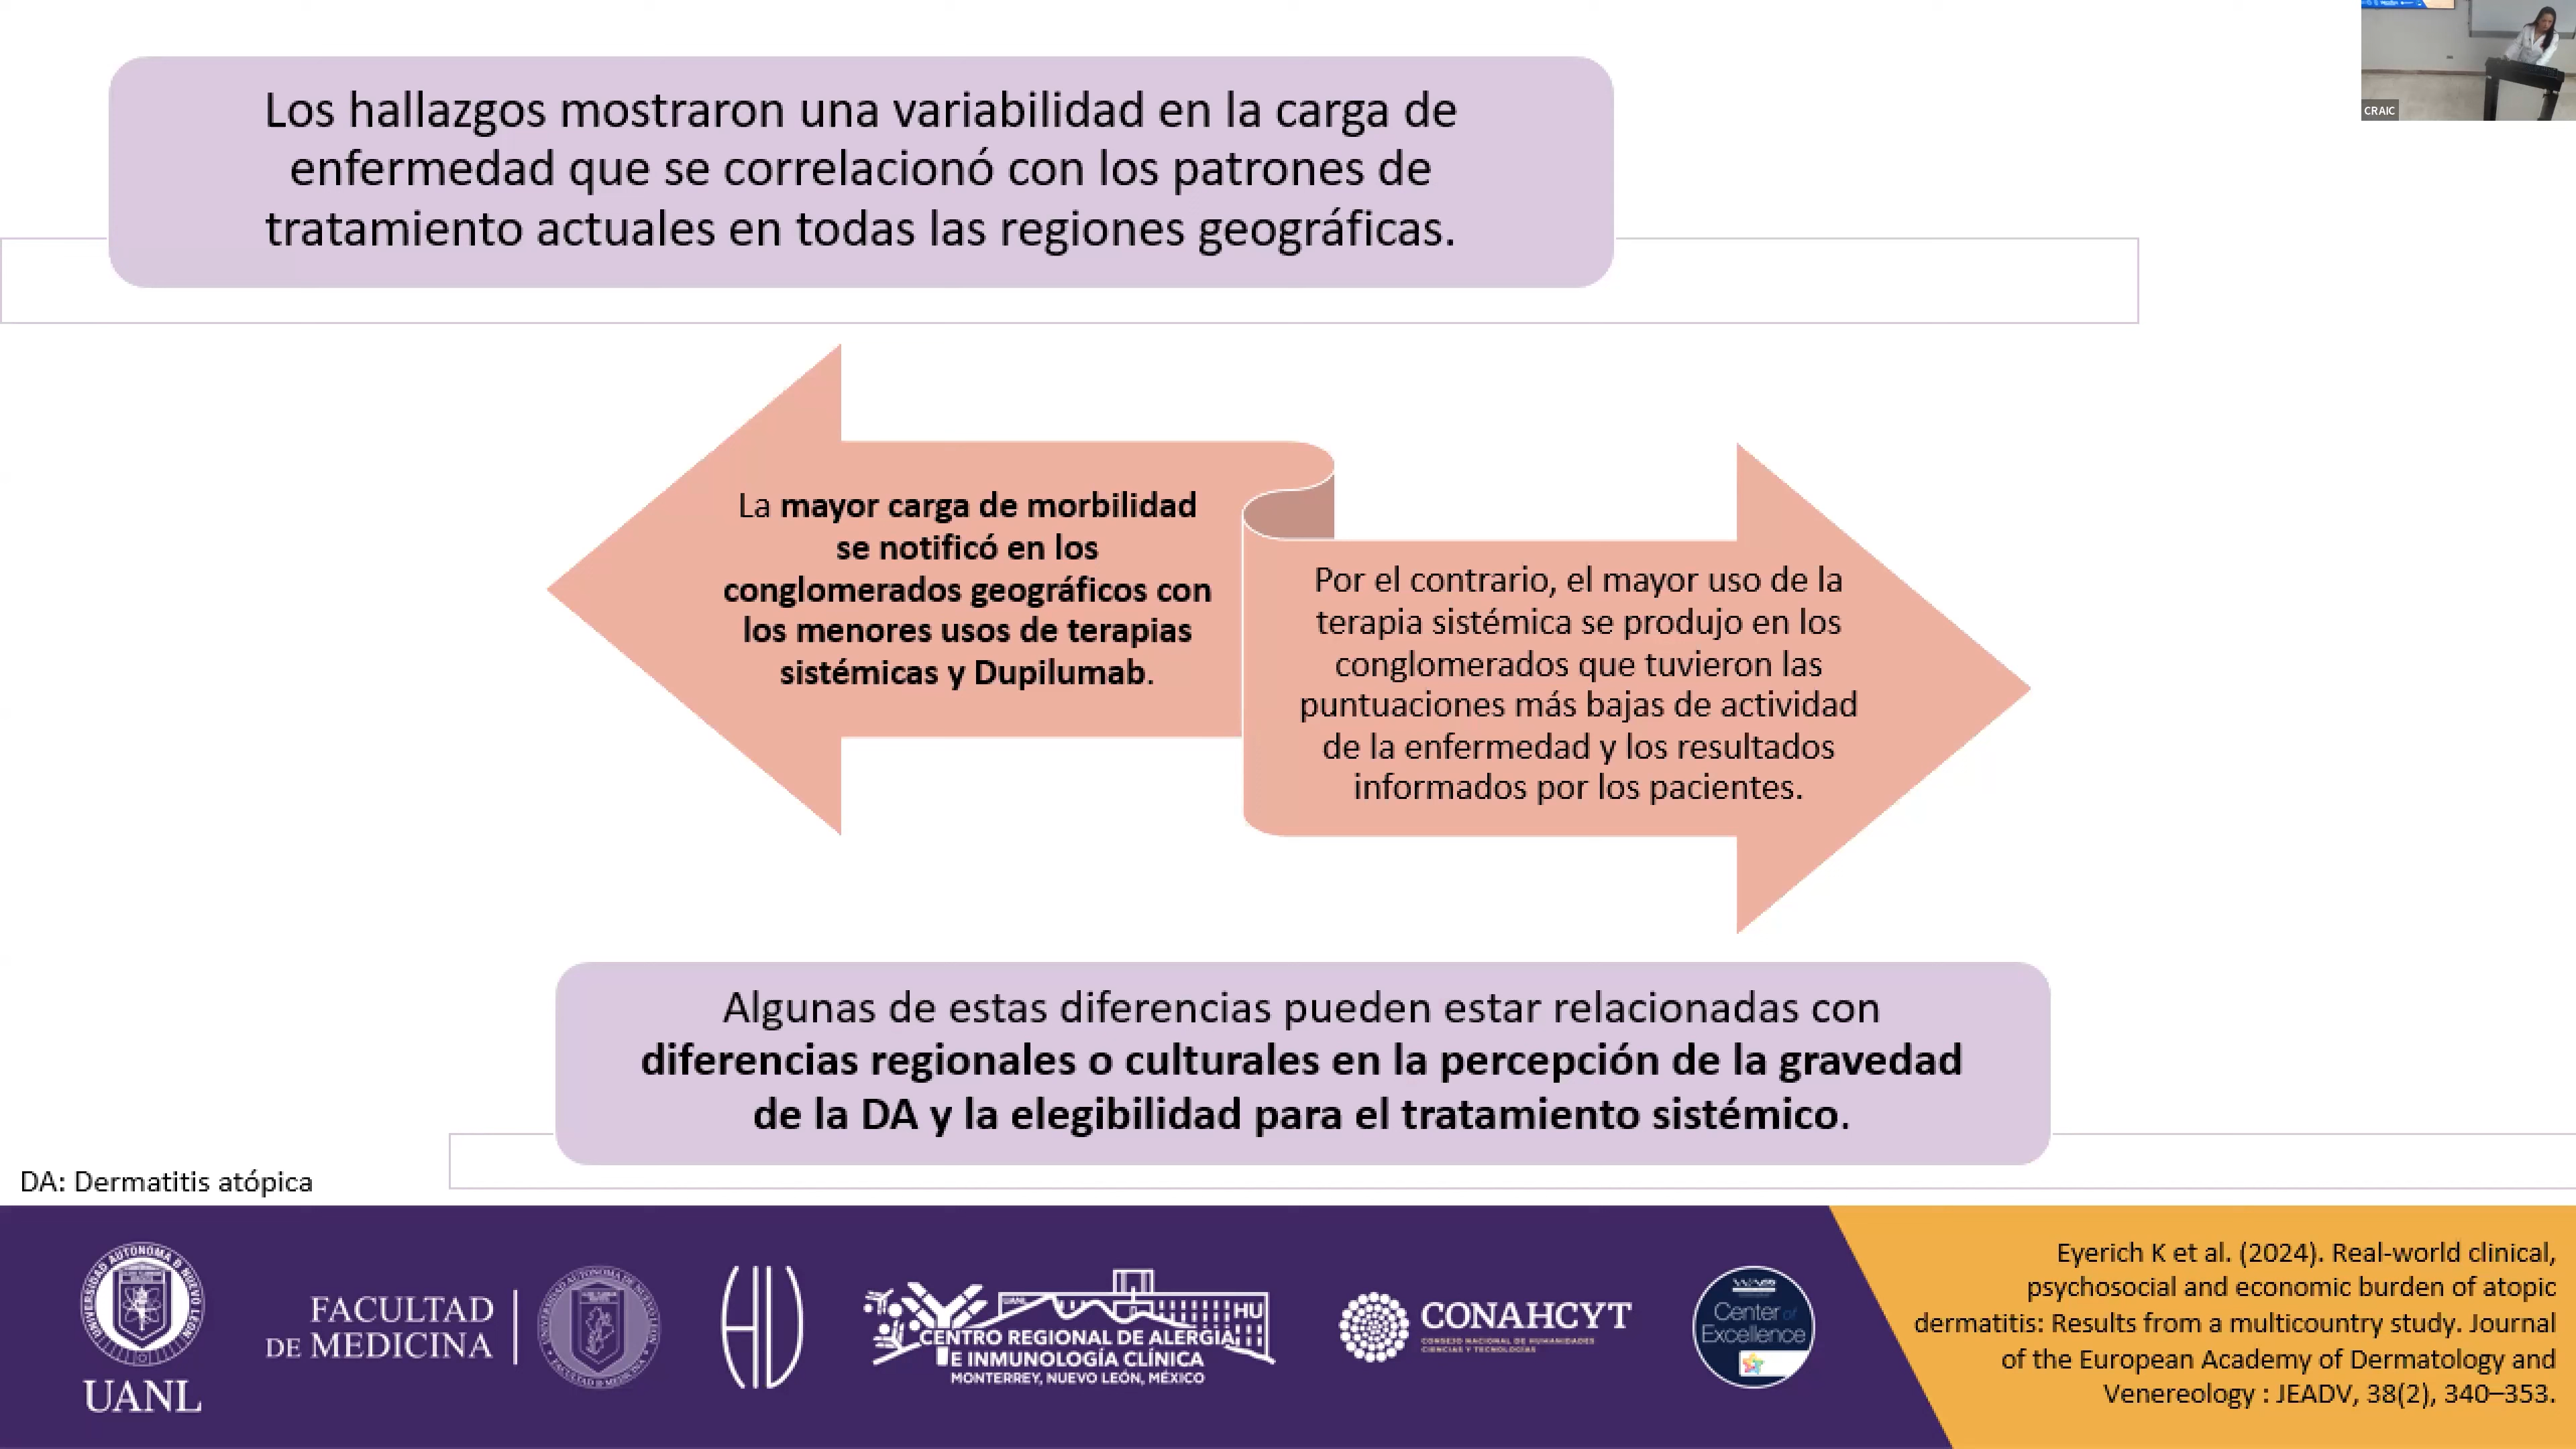 CRAIC
Los hallazgos mostraron una variabilidad en la carga de
enfermedad que se correlacionó con los patrones de
tratamiento actuales en todas las regiones geográficas.
La mayor carga de morbilidad
se notificó en los
conglomerados geográficos con
los menores usos de terapias
sistémicas y Dupilumab.
Por el contrario, el mayor uso de la
terapia sistémica se produjo en los
conglomerados que tuvieron las
puntuaciones más bajas de actividad
de la enfermedad y los resultados
informados por los pacientes.
Algunas de estas diferencias pueden estar relacionadas con
diferencias regionales o culturales en la percepción de la gravedad
de la DA y la elegibilidad para el tratamiento sistémico.
DA: Dermatitis atópica
UANL
FACULTAD
DE MEDICINA
UANL
HU
CENTRO REGIONAL DE ALERGIA
E INMUNOLOGÍA CLÍNICA
MONTERREY, NUEVO LEÓN, MÉXICO
CONAHCYT
CONSEJO NACIONAL DE HUMANIDADES
CIENCIAS Y TECNOLOGÍAS
Center of
Excellence
Eyerich K et al. (2024). Real-world clinical,
psychosocial and economic burden of atopic
dermatitis: Results from a multicountry study. Journal
of the European Academy of Dermatology and
Venereology : JEADV, 38(2), 340–353.